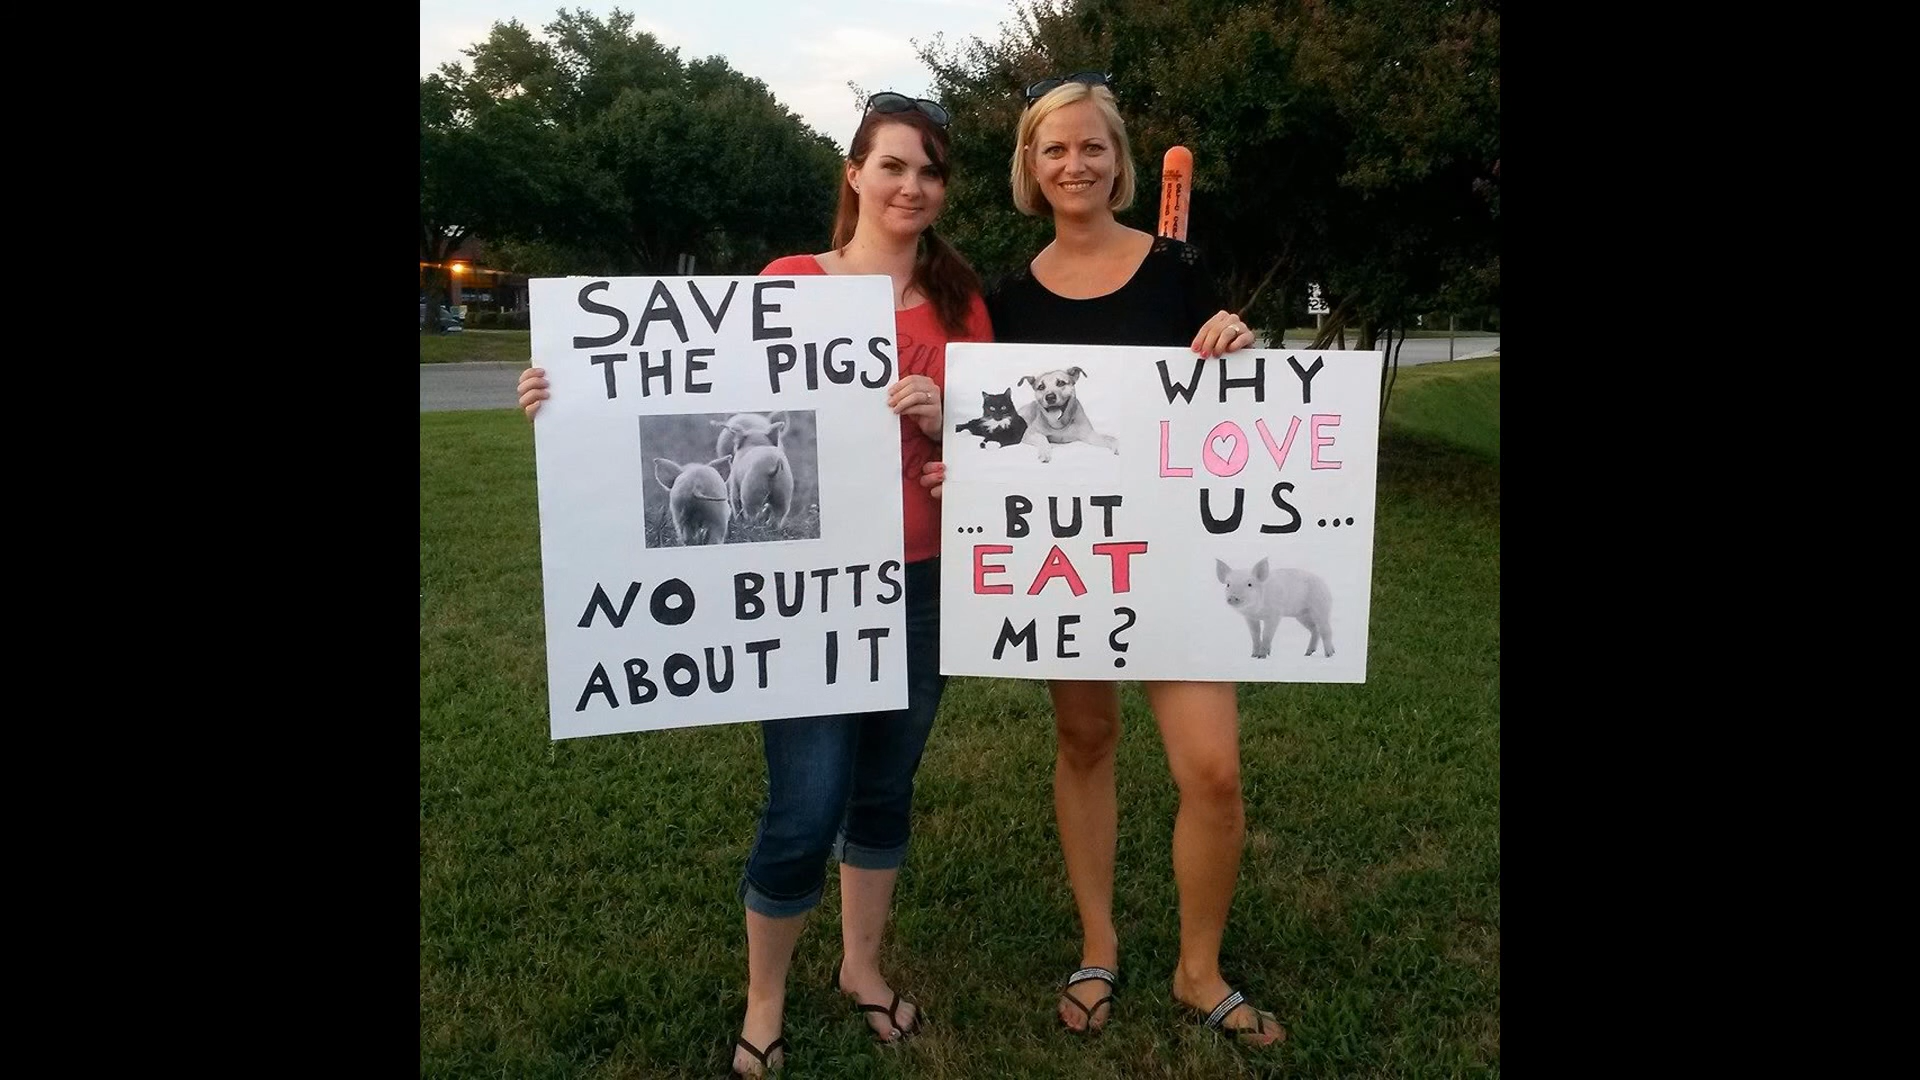 SAVE
THE PIGS
NO BUTTS
ABOUT IT
WHY
LOVE
US...
...BUT
EAT
ME?